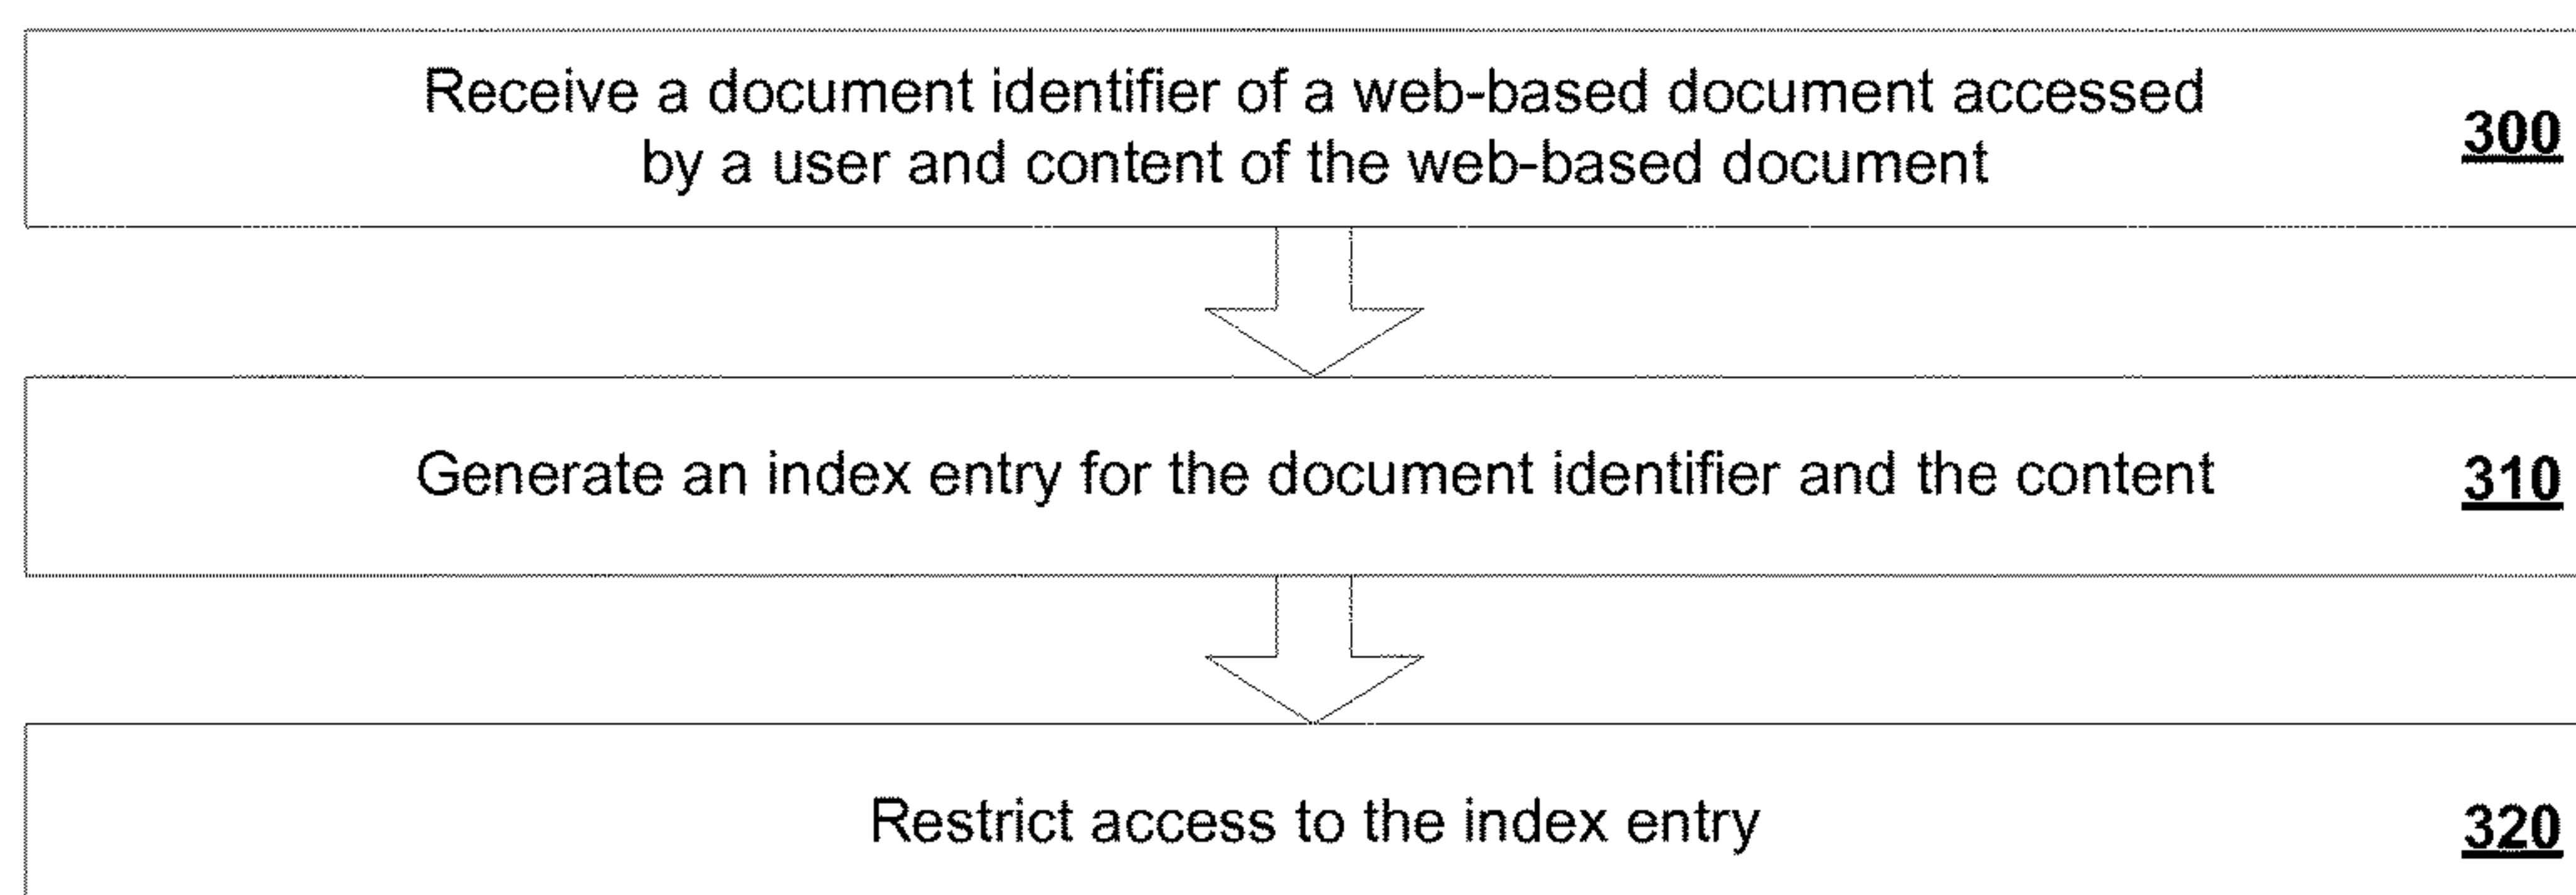 Receive a document identifier of a web-based document accessed
by a user and content of the web-based document
300
Generate an index entry for the document identifier and the content
310
Restrict access to the index entry
320